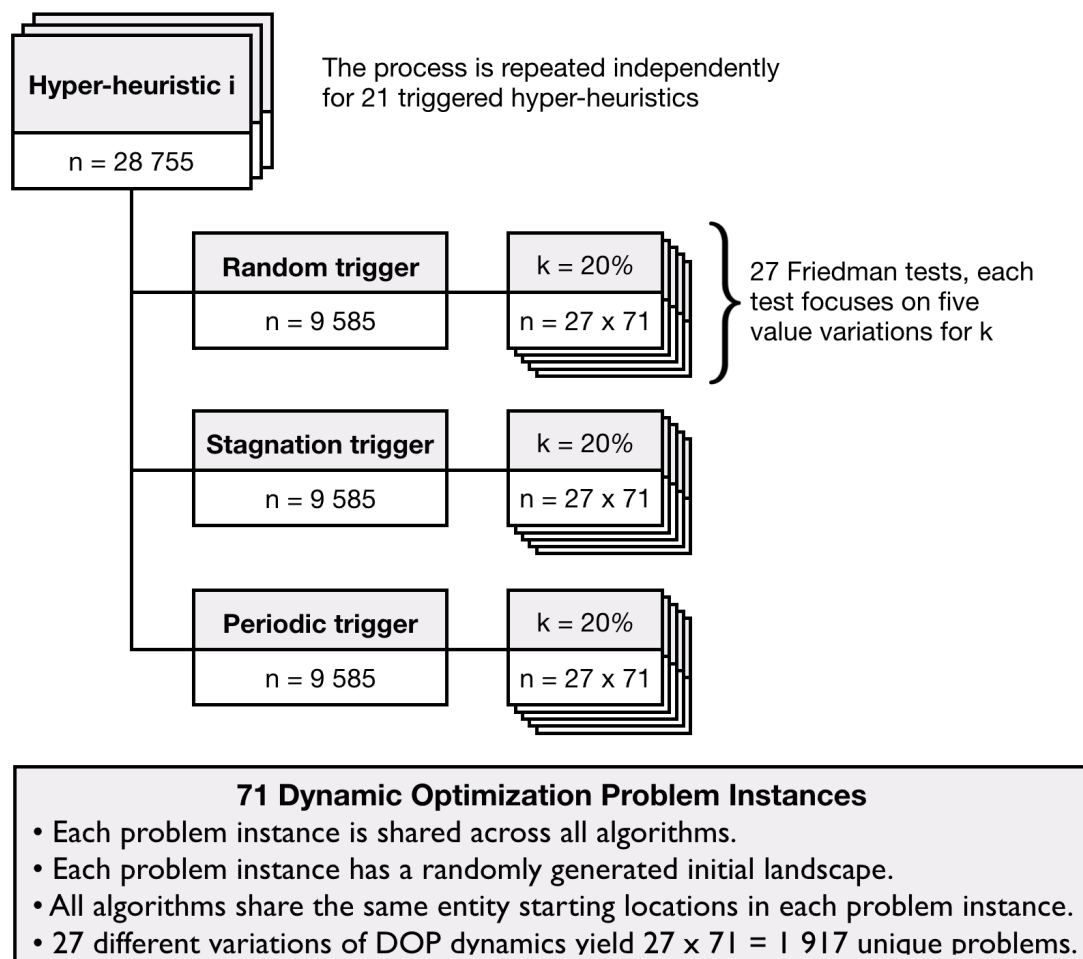 Hyper-heuristic i
n = 28 755
The process is repeated independently
for 21 triggered hyper-heuristics
Random trigger
n = 9 585
k = 20%
n = 27 x 71
27 Friedman tests, each
test focuses on five
value variations for k
Stagnation trigger
n = 9 585
k = 20%
n = 27 x 71
Periodic trigger
n = 9 585
k = 20%
n = 27 x 71
71 Dynamic Optimization Problem Instances
• Each problem instance is shared across all algorithms.
• Each problem instance has a randomly generated initial landscape.
• All algorithms share the same entity starting locations in each problem instance.
• 27 different variations of DOP dynamics yield 27 x 71 = 1 917 unique problems.